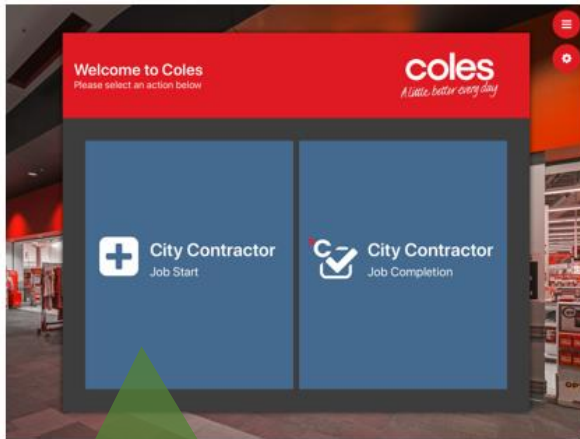 Welcome to Coles
Please select an action below
coles
A little better every day
City Contractor
Job Start
City Contractor
Job Completion